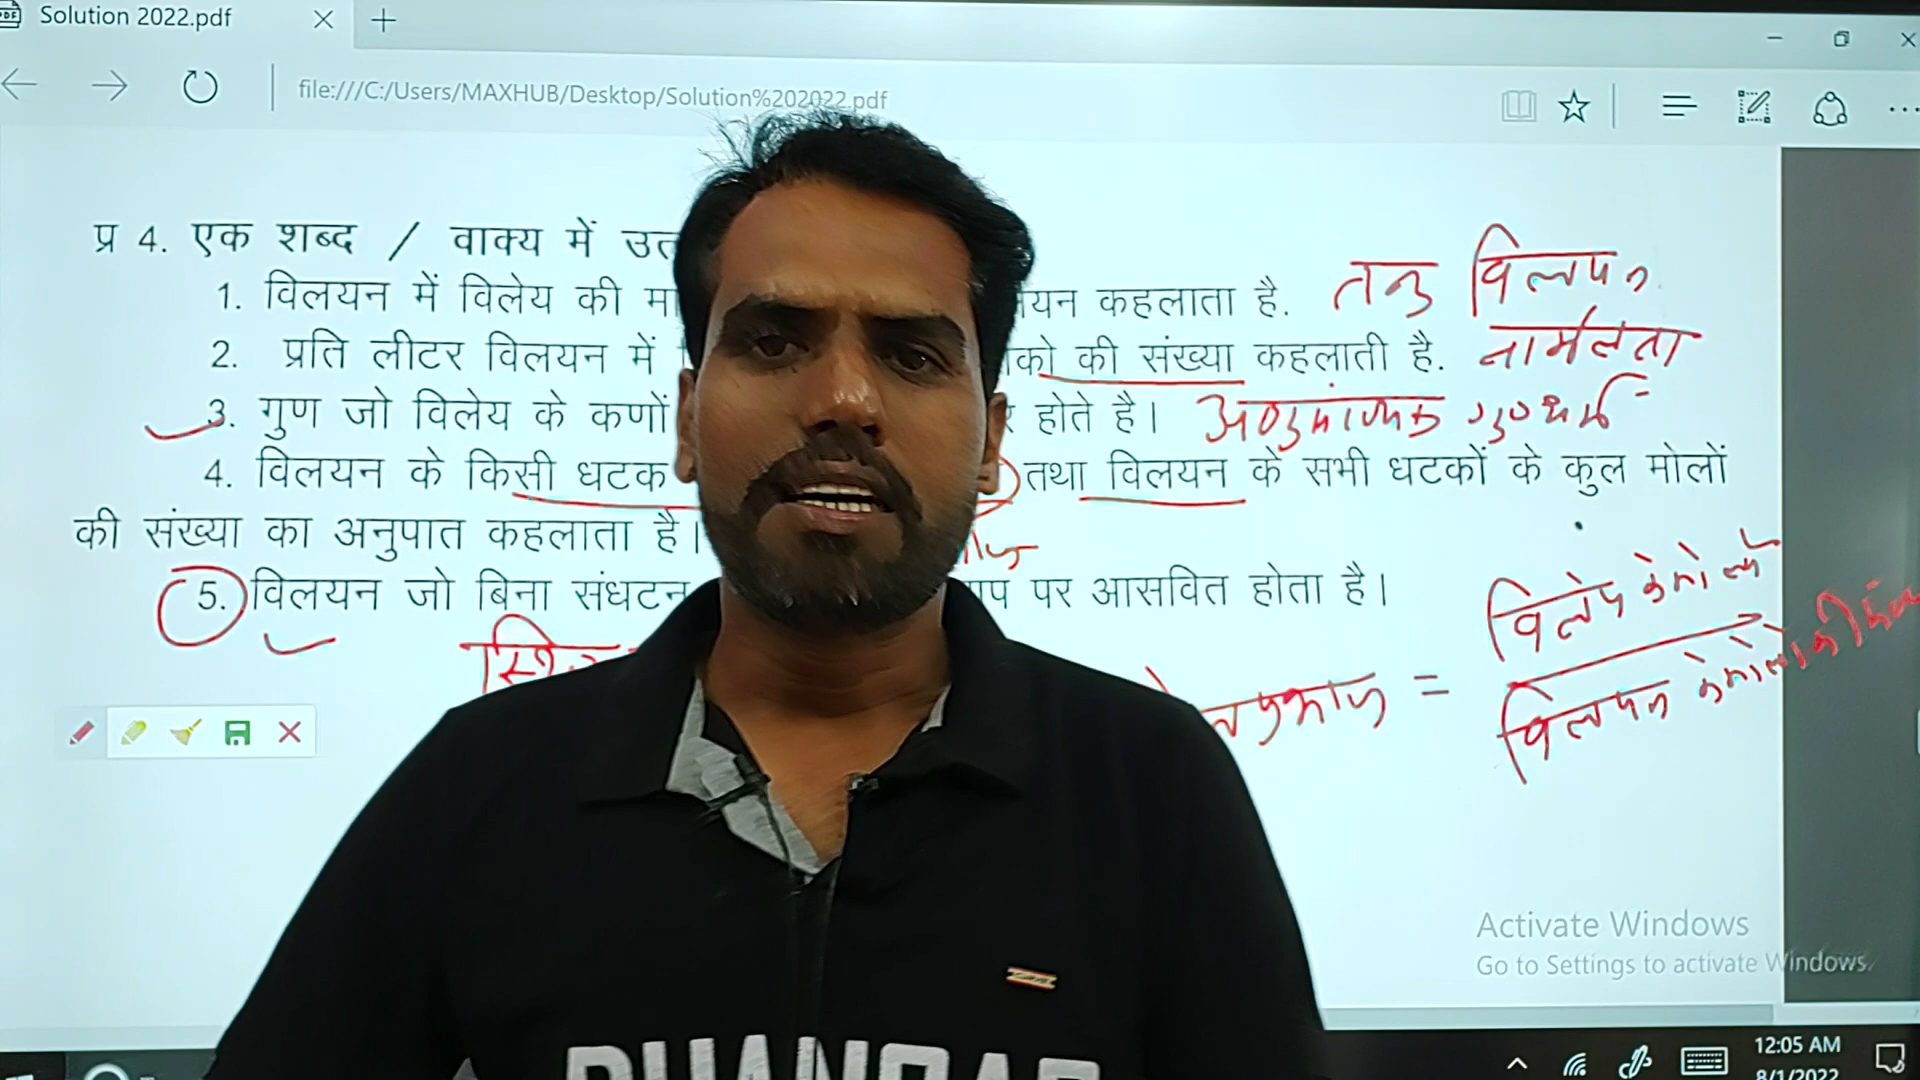 Solution 2022.pdf
file:///C:/Users/MAXHUB/Desktop/Solution%202022.pdf
प्र 4. एक शब्द / वाक्य में उत
1. विलयन में विलेय की मा यन कहलाता है. तनु विलयन
2. प्रति लीटर विलयन में को की संख्या कहलाती है. नार्मलता
3. गुण जो विलेय के कणों होते है। अणुसंख्यक गुणधर्म
4. विलयन के किसी धटक तथा विलयन के सभी धटकों के कुल मोलों
की संख्या का अनुपात कहलाता है।
5. विलयन जो बिना संधटन प पर आसवित होता है।
विलेय के मोल
=
विलयन के मोलो की
Activate Windows
Go to Settings to activate Windows.
12:05 AM
8/1/2022